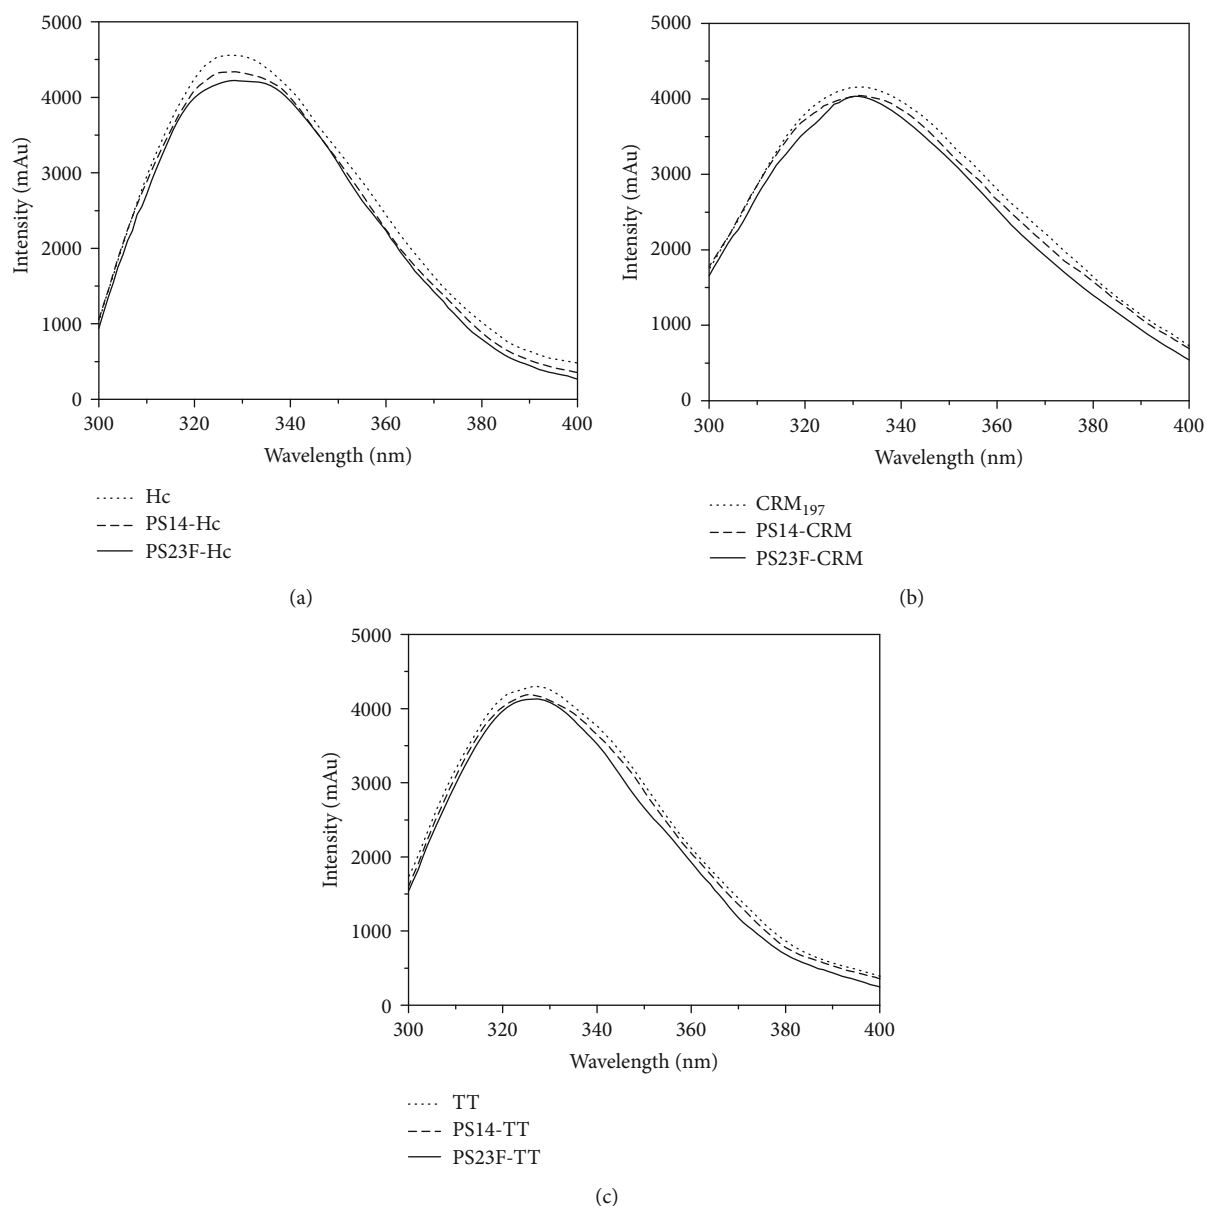 5000
4000
3000
2000
1000
0
Intensity (mAu)
300 320 340 360 380 400
Wavelength (nm)
Hc
PS14-Hc
PS23F-Hc
(a)
5000
4000
3000
2000
1000
0
Intensity (mAu)
300 320 340 360 380 400
Wavelength (nm)
CRM₁₉₇
PS14-CRM
PS23F-CRM
(b)
5000
4000
3000
2000
1000
0
Intensity (mAu)
300 320 340 360 380 400
Wavelength (nm)
TT
PS14-TT
PS23F-TT
(c)